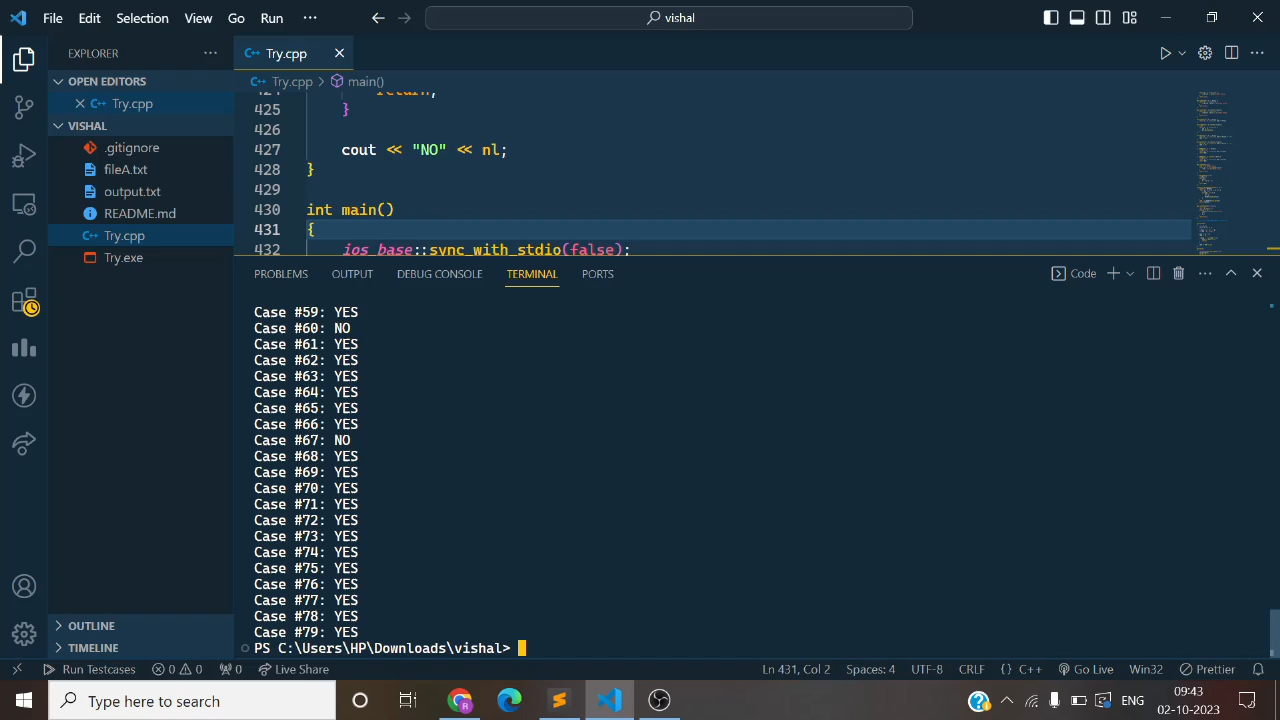 File Edit Selection View Go Run ···
vishal
EXPLORER ···
Try.cpp
OPEN EDITORS
Try.cpp
VISHAL
.gitignore
fileA.txt
output.txt
README.md
Try.cpp
Try.exe
OUTLINE
TIMELINE
Try.cpp > main()
424 return;
425 }
426
427 cout << "NO" << nl;
428 }
429
430 int main()
431 {
432 ios_base::sync_with_stdio(false);
PROBLEMS OUTPUT DEBUG CONSOLE TERMINAL PORTS
Code
Case #59: YES
Case #60: NO
Case #61: YES
Case #62: YES
Case #63: YES
Case #64: YES
Case #65: YES
Case #66: YES
Case #67: NO
Case #68: YES
Case #69: YES
Case #70: YES
Case #71: YES
Case #72: YES
Case #73: YES
Case #74: YES
Case #75: YES
Case #76: YES
Case #77: YES
Case #78: YES
Case #79: YES
PS C:\Users\HP\Downloads\vishal>
Run Testcases 0 0 0 Live Share Ln 431, Col 2 Spaces: 4 UTF-8 CRLF {} C++ Go Live Win32 Prettier
Type here to search
ENG
09:43
02-10-2023